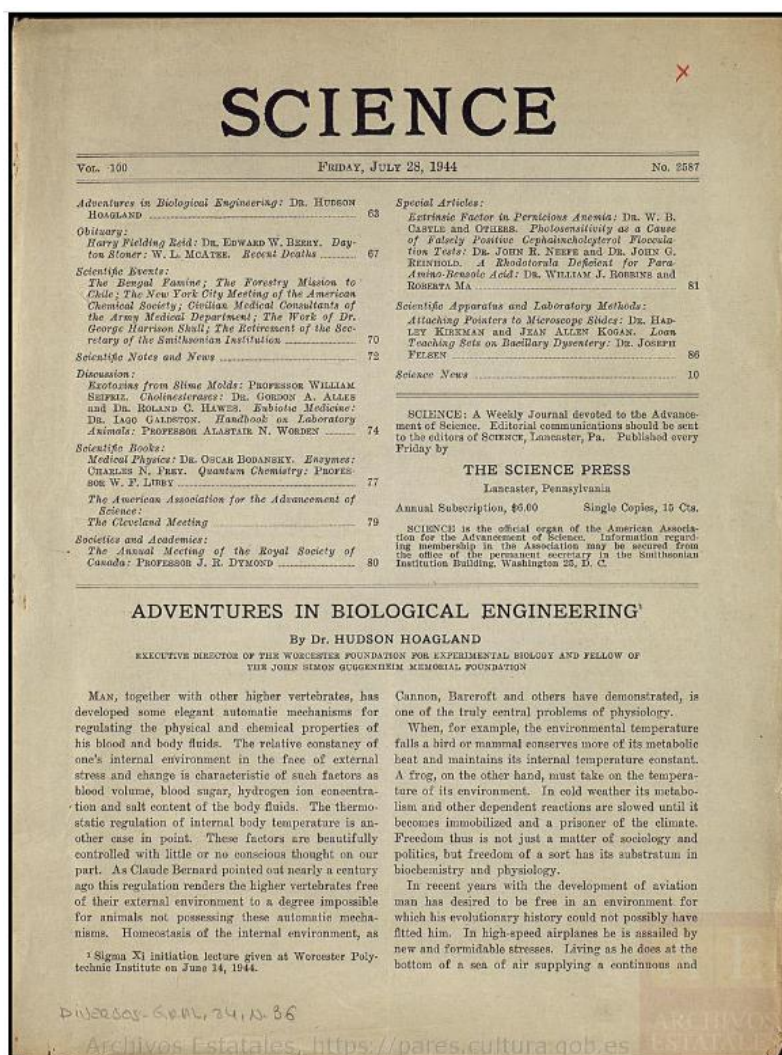 SCIENCE
VOL. 100
FRIDAY, JULY 28, 1944
No. 2587
Adventures in Biological Engineering: DR. HUDSON
HOAGLAND 63
Obituary:
Harry Fielding Reid: DR. EDWARD W. BERRY. Day-
ton Stoner: W. L. MCATEE. Recent Deaths 67
Scientific Events:
The Bengal Famine; The Forestry Mission to
Chile; The New York City Meeting of the American
Chemical Society; Civilian Medical Consultants of
the Army Medical Department; The Work of Dr.
George Harrison Shull; The Retirement of the Sec-
retary of the Smithsonian Institution 70
Scientific Notes and News 72
Discussion:
Exotoxins from Slime Molds: PROFESSOR WILLIAM
SEIFRIZ. Cholinesterases: DR. GORDON A. ALLES
and DR. ROLAND C. HAWES. Eubiotic Medicine:
DR. IAGO GALDSTON. Handbook on Laboratory
Animals: PROFESSOR ALASTAIR N. WORDEN 74
Scientific Books:
Medical Physics: DR. OSCAR BODANSKY. Enzymes:
CHARLES N. FREY. Quantum Chemistry: PROFES-
SOR W. F. LIBBY 77
The American Association for the Advancement of
Science:
The Cleveland Meeting 79
Societies and Academies:
The Annual Meeting of the Royal Society of
Canada: PROFESSOR J. R. DYMOND 80
Special Articles:
Extrinsic Factor in Pernicious Anemia: DR. W. B.
CASTLE and OTHERS. Photosensitivity as a Cause
of Falsely Positive Cephalincholesterol Floccula-
tion Tests: DR. JOHN R. NEEFE and DR. JOHN G.
REINHOLD. A Rhodotorula Deficient for Para-
Amino-Benzoic Acid: DR. WILLIAM J. ROBBINS and
ROBERTA MA 81
Scientific Apparatus and Laboratory Methods:
Attaching Pointers to Microscope Slides: DR. HAD-
LEY KIRKMAN and JEAN ALLEN KOGAN. Loan
Teaching Sets on Bacillary Dysentery: DR. JOSEPH
FELSEN 86
Science News 10
SCIENCE: A Weekly Journal devoted to the Advance-
ment of Science. Editorial communications should be sent
to the editors of SCIENCE, Lancaster, Pa. Published every
Friday by
THE SCIENCE PRESS
Lancaster, Pennsylvania
Annual Subscription, $6.00 Single Copies, 15 Cts.
SCIENCE is the official organ of the American Associa-
tion for the Advancement of Science. Information regard-
ing membership in the Association may be secured from
the office of the permanent secretary in the Smithsonian
Institution Building, Washington 25, D. C.
ADVENTURES IN BIOLOGICAL ENGINEERING¹
By Dr. HUDSON HOAGLAND
EXECUTIVE DIRECTOR OF THE WORCESTER FOUNDATION FOR EXPERIMENTAL BIOLOGY AND FELLOW OF
THE JOHN SIMON GUGGENHEIM MEMORIAL FOUNDATION
MAN, together with other higher vertebrates, has
developed some elegant automatic mechanisms for
regulating the physical and chemical properties of
his blood and body fluids. The relative constancy of
one's internal environment in the face of external
stress and change is characteristic of such factors as
blood volume, blood sugar, hydrogen ion concentra-
tion and salt content of the body fluids. The thermo-
static regulation of internal body temperature is an-
other case in point. These factors are beautifully
controlled with little or no conscious thought on our
part. As Claude Bernard pointed out nearly a century
ago this regulation renders the higher vertebrates free
of their external environment to a degree impossible
for animals not possessing these automatic mecha-
nisms. Homeostasis of the internal environment, as
¹ Sigma Xi initiation lecture given at Worcester Poly-
technic Institute on June 14, 1944.
Cannon, Barcroft and others have demonstrated, is
one of the truly central problems of physiology.
When, for example, the environmental temperature
falls a bird or mammal conserves more of its metabolic
heat and maintains its internal temperature constant.
A frog, on the other hand, must take on the tempera-
ture of its environment. In cold weather its metabo-
lism and other dependent reactions are slowed until it
becomes immobilized and a prisoner of the climate.
Freedom thus is not just a matter of sociology and
politics, but freedom of a sort has its substratum in
biochemistry and physiology.
In recent years with the development of aviation
man has desired to be free in an environment for
which his evolutionary history could not possibly have
fitted him. In high-speed airplanes he is assailed by
new and formidable stresses. Living as he does at the
bottom of a sea of air supplying a continuous and
DIVERSOS-GRAL, 34, N. 36
Archivos Estatales, https://pares.cultura.gob.es
ARCHIVOS
ESTATALES